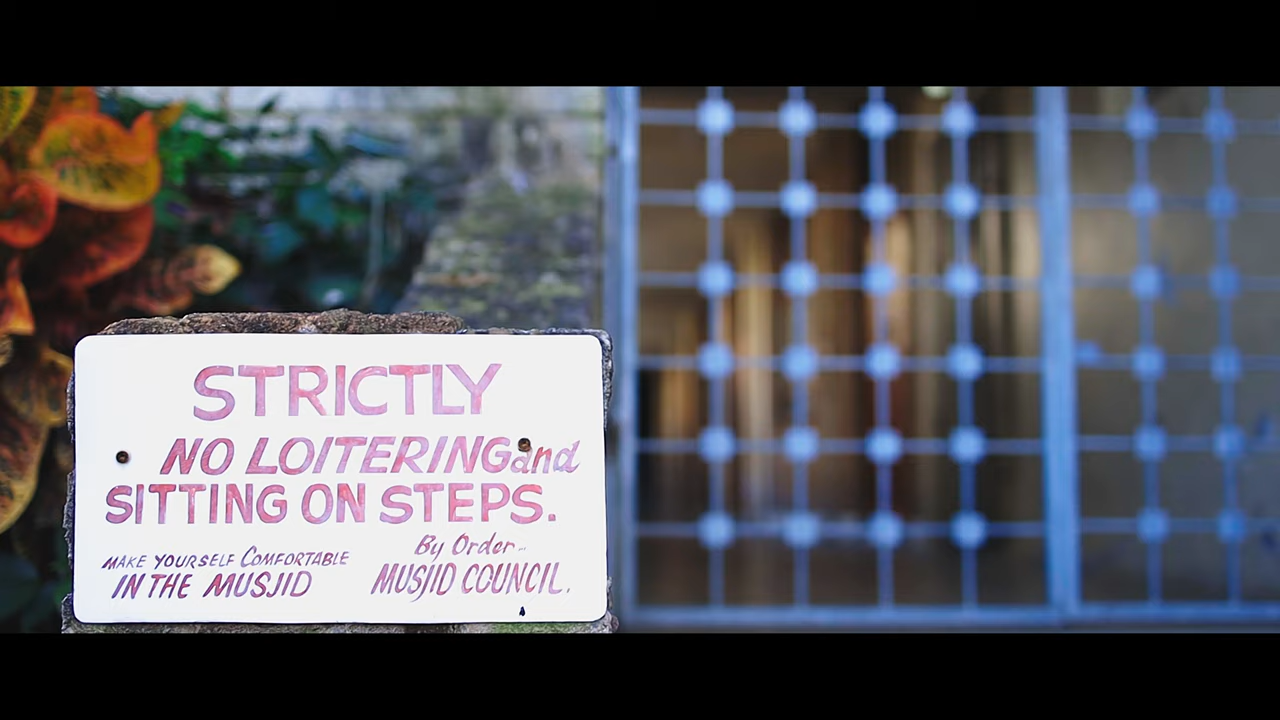 STRICTLY
NO LOITERING and
SITTING ON STEPS.
MAKE YOURSELF COMFORTABLE
IN THE MUSJID
By Order
MUSJID COUNCIL.